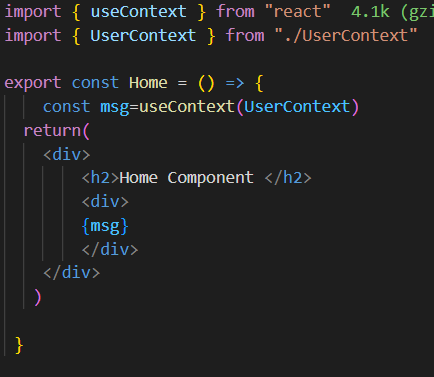 import { useContext } from "react"  4.1k (gz
import { UserContext } from "./UserContext"

export const Home = () => {
    const msg=useContext(UserContext)
  return(
    <div>
        <h2>Home Component </h2>
        <div>
        {msg}
        </div>
    </div>
   )

 }